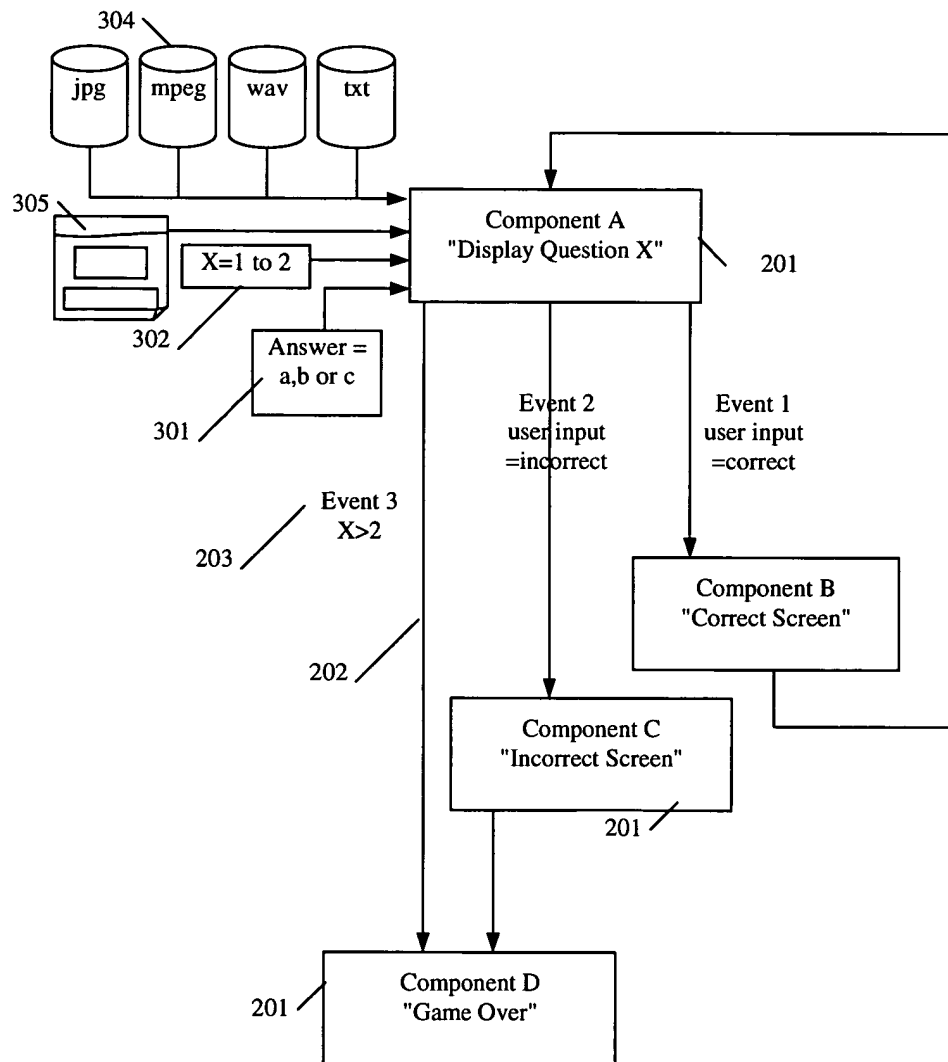 304
jpg
mpeg
wav
txt
305
Component A
"Display Question X"
201
X=1 to 2
302
Answer =
a,b or c
301
Event 2
user input
=incorrect
Event 1
user input
=correct
Event 3
X>2
203
Component B
"Correct Screen"
202
Component C
"Incorrect Screen"
201
Component D
"Game Over"
201